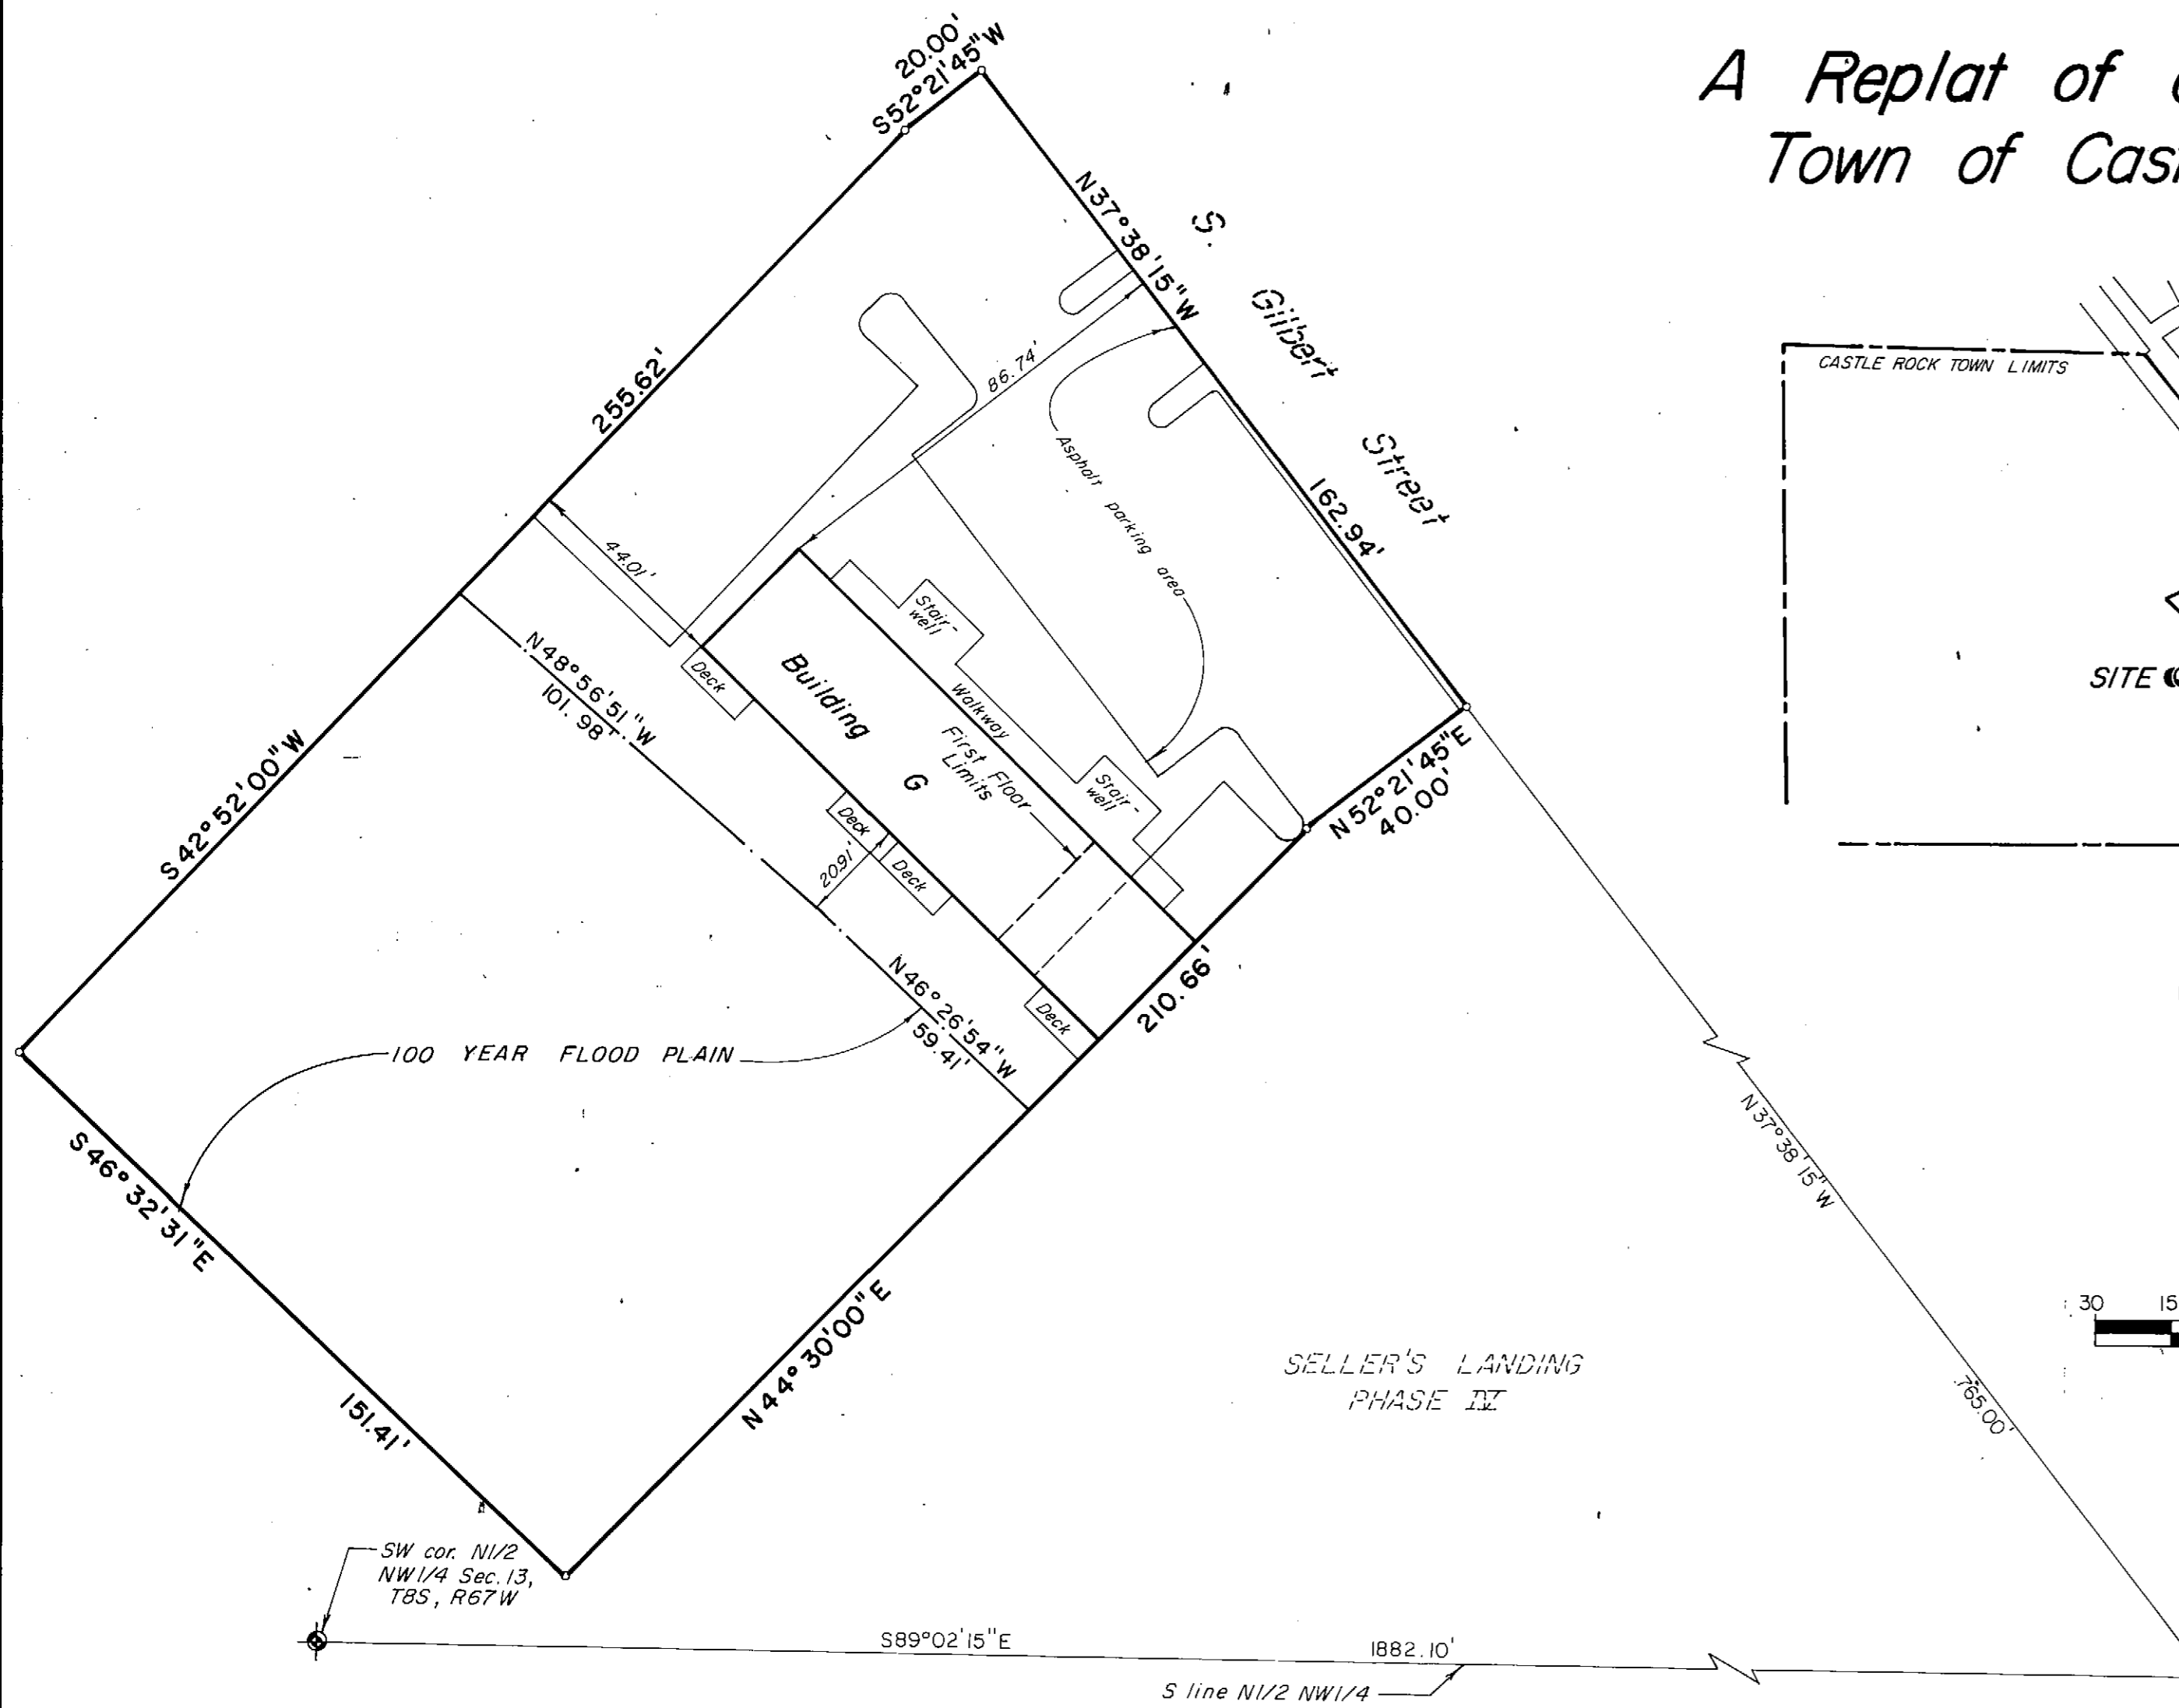 A Replat of
Town of
20.00'
S52°21'45"W
N37°38'15"W
S. Gilbert Street
CASTLE ROCK TOWN LIMITS
255.62'
86.74'
Asphalt parking area
162.94'
44.01'
Stair-
well
N48°56'51"W
101.98'
Deck
Building
G
Walkway
First Floor
Limits
SITE
S42°52'00"W
Stair-
well
N52°21'45"E
40.00'
Deck
20.91'
Deck
N46°26'54"W
59.41'
210.66'
Deck
100 YEAR FLOOD PLAIN
S46°32'31"E
N37°38'15"W
151.41'
N44°30'00"E
30 15
SELLER'S LANDING
PHASE IV
765.00'
SW cor. N1/2
NW1/4 Sec. 13,
T8S, R67W
S89°02'15"E
1882.10'
S line N1/2 NW1/4